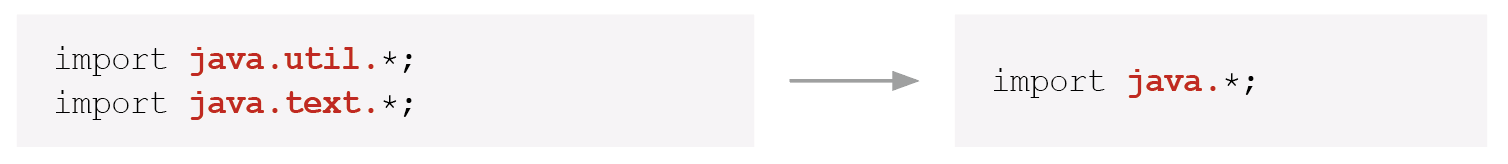 import java.util.*;
import java.text.*;
import java.*;